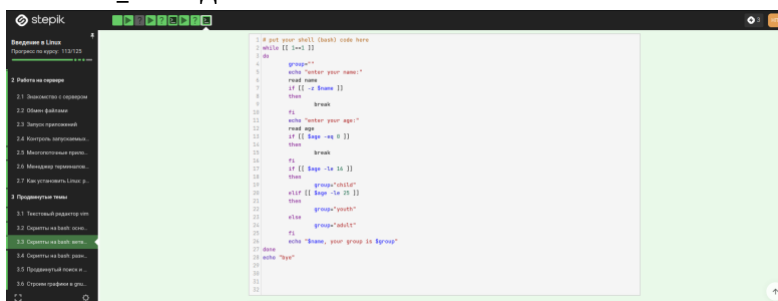 stepik
3
Введение в Linux
Прогресс по курсу: 113/125
2 Работа на сервере
2.1 Знакомство с сервером
2.2 Обмен файлами
2.3 Запуск приложений
2.4 Контроль запускаемых...
2.5 Многопоточные прило...
2.6 Менеджер терминалов...
2.7 Как установить Linux: р...
3 Продвинутые темы
3.1 Текстовый редактор vim
3.2 Скрипты на bash: осно...
3.3 Скрипты на bash: ветв...
3.4 Скрипты на bash: разн...
3.5 Продвинутый поиск и ...
3.6 Строим графики в gnu...
1 # put your shell (bash) code here
2 while [[ 1==1 ]]
3 do
4 group=""
5 echo "enter your name:"
6 read name
7 if [[ -z $name ]]
8 then
9 break
10 fi
11 echo "enter your age:"
12 read age
13 if [[ $age -eq 0 ]]
14 then
15 break
16 fi
17 if [[ $age -le 16 ]]
18 then
19 group="child"
20 elif [[ $age -le 25 ]]
21 then
22 group="youth"
23 else
24 group="adult"
25 fi
26 echo "$name, your group is $group"
27 done
28 echo "bye"
29
30
31
32